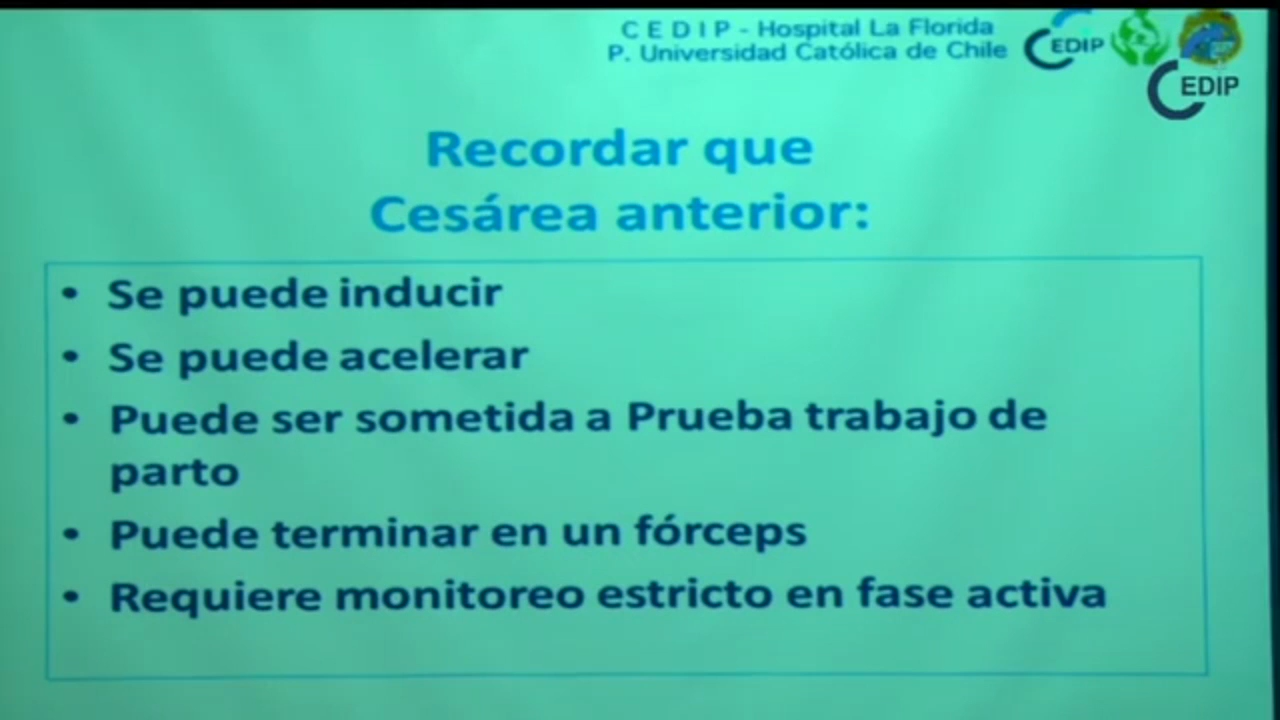 C E D I P - Hospital La Florida
P. Universidad Católica de Chile
EDIP
CEDIP
Recordar que
Cesárea anterior:
• Se puede inducir
• Se puede acelerar
• Puede ser sometida a Prueba trabajo de
parto
• Puede terminar en un fórceps
• Requiere monitoreo estricto en fase activa